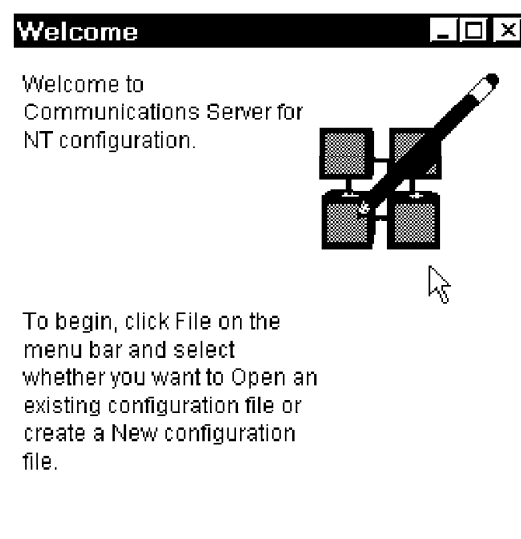 Welcome
Welcome to
Communications Server for
NT configuration.
To begin, click File on the
menu bar and select
whether you want to Open an
existing configuration file or
create a New configuration
file.